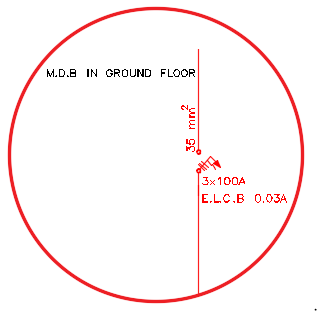 M.D.B IN GROUND FLOOR
35 mm²
3x100A
E.L.C.B 0.03A